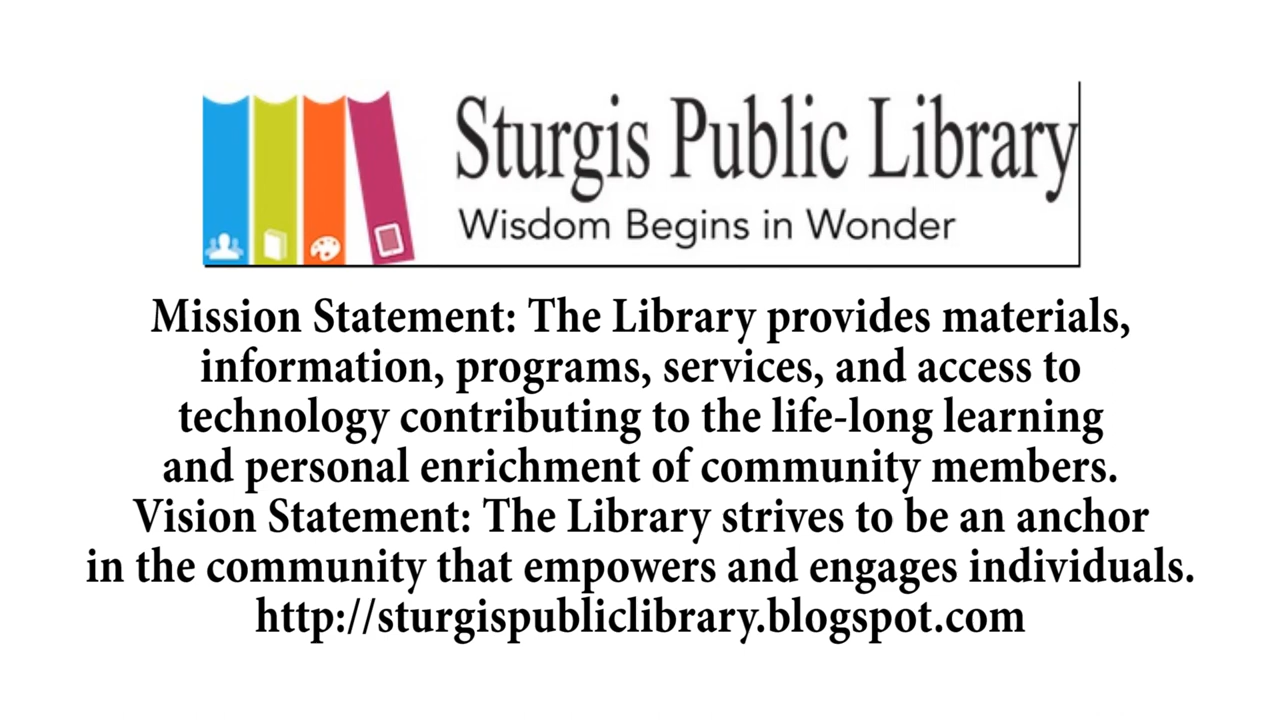 Sturgis Public Library
Wisdom Begins in Wonder
Mission Statement: The Library provides materials,
information, programs, services, and access to
technology contributing to the life-long learning
and personal enrichment of community members.
Vision Statement: The Library strives to be an anchor
in the community that empowers and engages individuals.
http://sturgispubliclibrary.blogspot.com